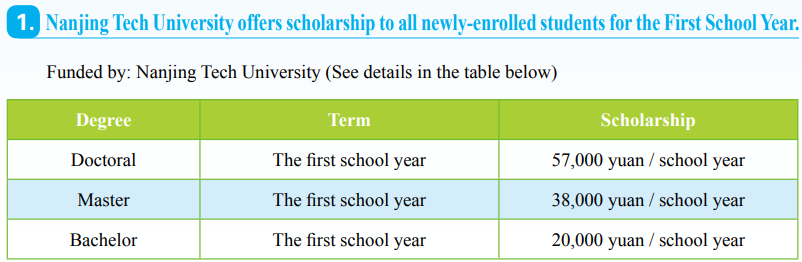 1. Nanjing Tech University offers scholarship to all newly-enrolled students for the First School Year.
Funded by: Nanjing Tech University (See details in the table below)
Degree Term Scholarship
Doctoral The first school year 57,000 yuan / school year
Master The first school year 38,000 yuan / school year
Bachelor The first school year 20,000 yuan / school year